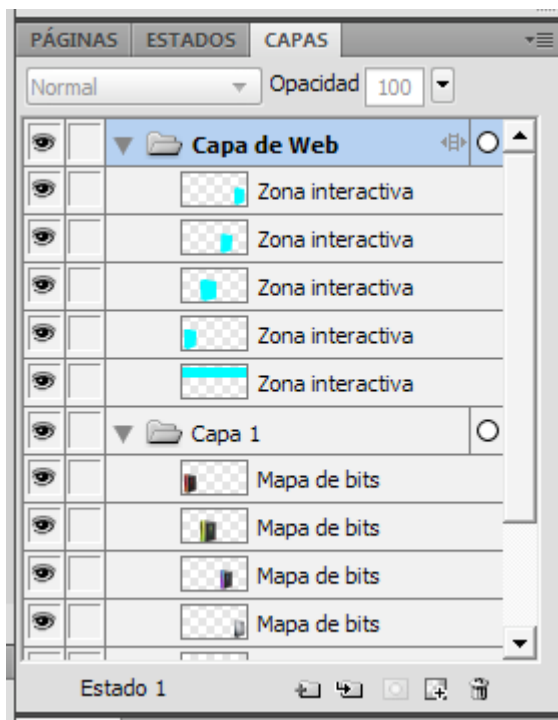 PÁGINAS ESTADOS CAPAS
Normal Opacidad 100
Capa de Web
Zona interactiva
Zona interactiva
Zona interactiva
Zona interactiva
Zona interactiva
Capa 1
Mapa de bits
Mapa de bits
Mapa de bits
Mapa de bits
Estado 1